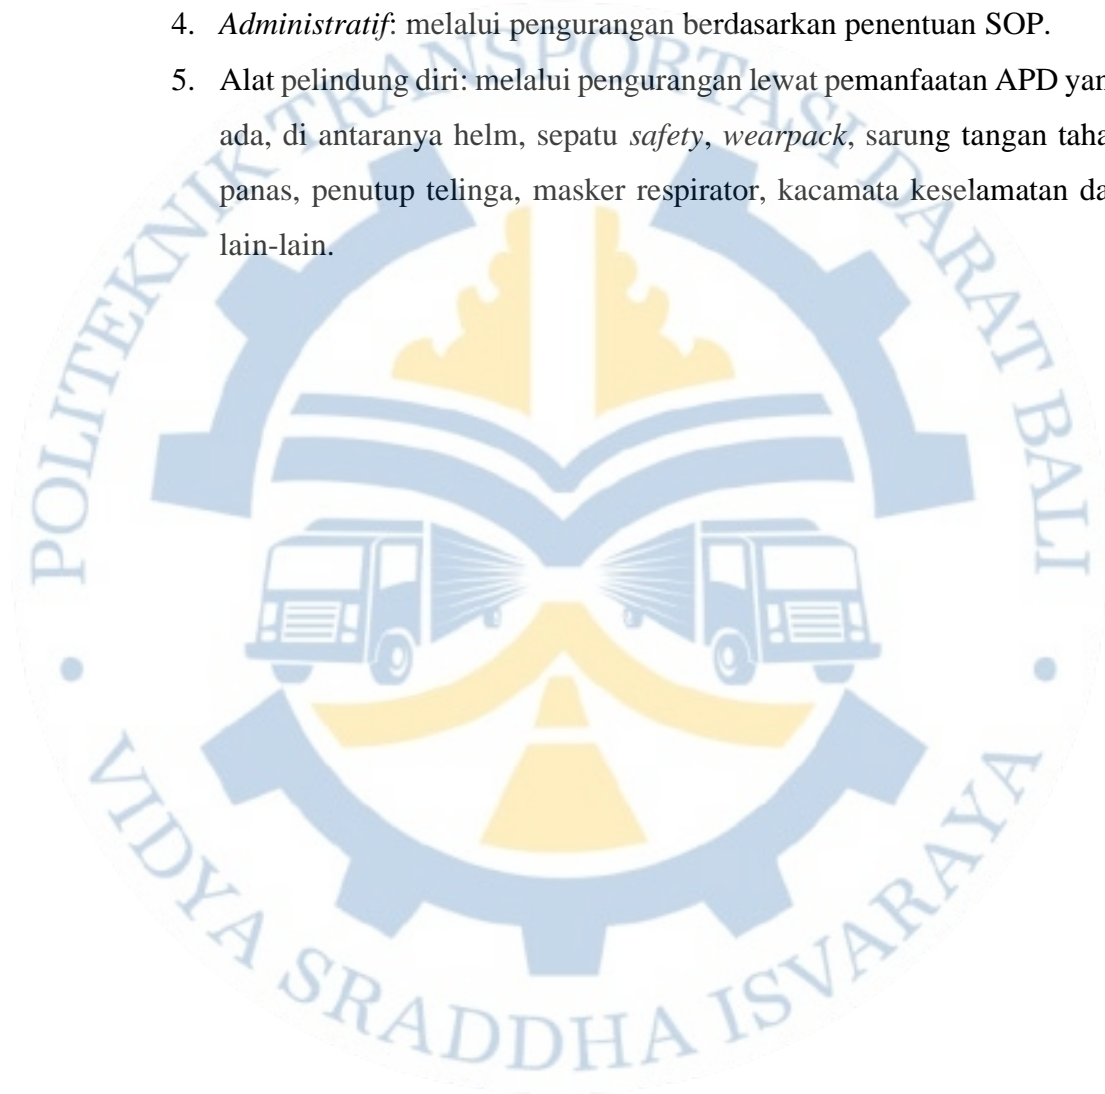 4. Administratif: melalui pengurangan berdasarkan penentuan SOP.
5. Alat pelindung diri: melalui pengurangan lewat pemanfaatan APD yan
ada, di antaranya helm, sepatu safety, wearpack, sarung tangan taha
panas, penutup telinga, masker respirator, kacamata keselamatan da
lain-lain.
POLITEKNIK TRANSPORTASI DARAT BALI
VIDYA SRADDHA ISVARAYA